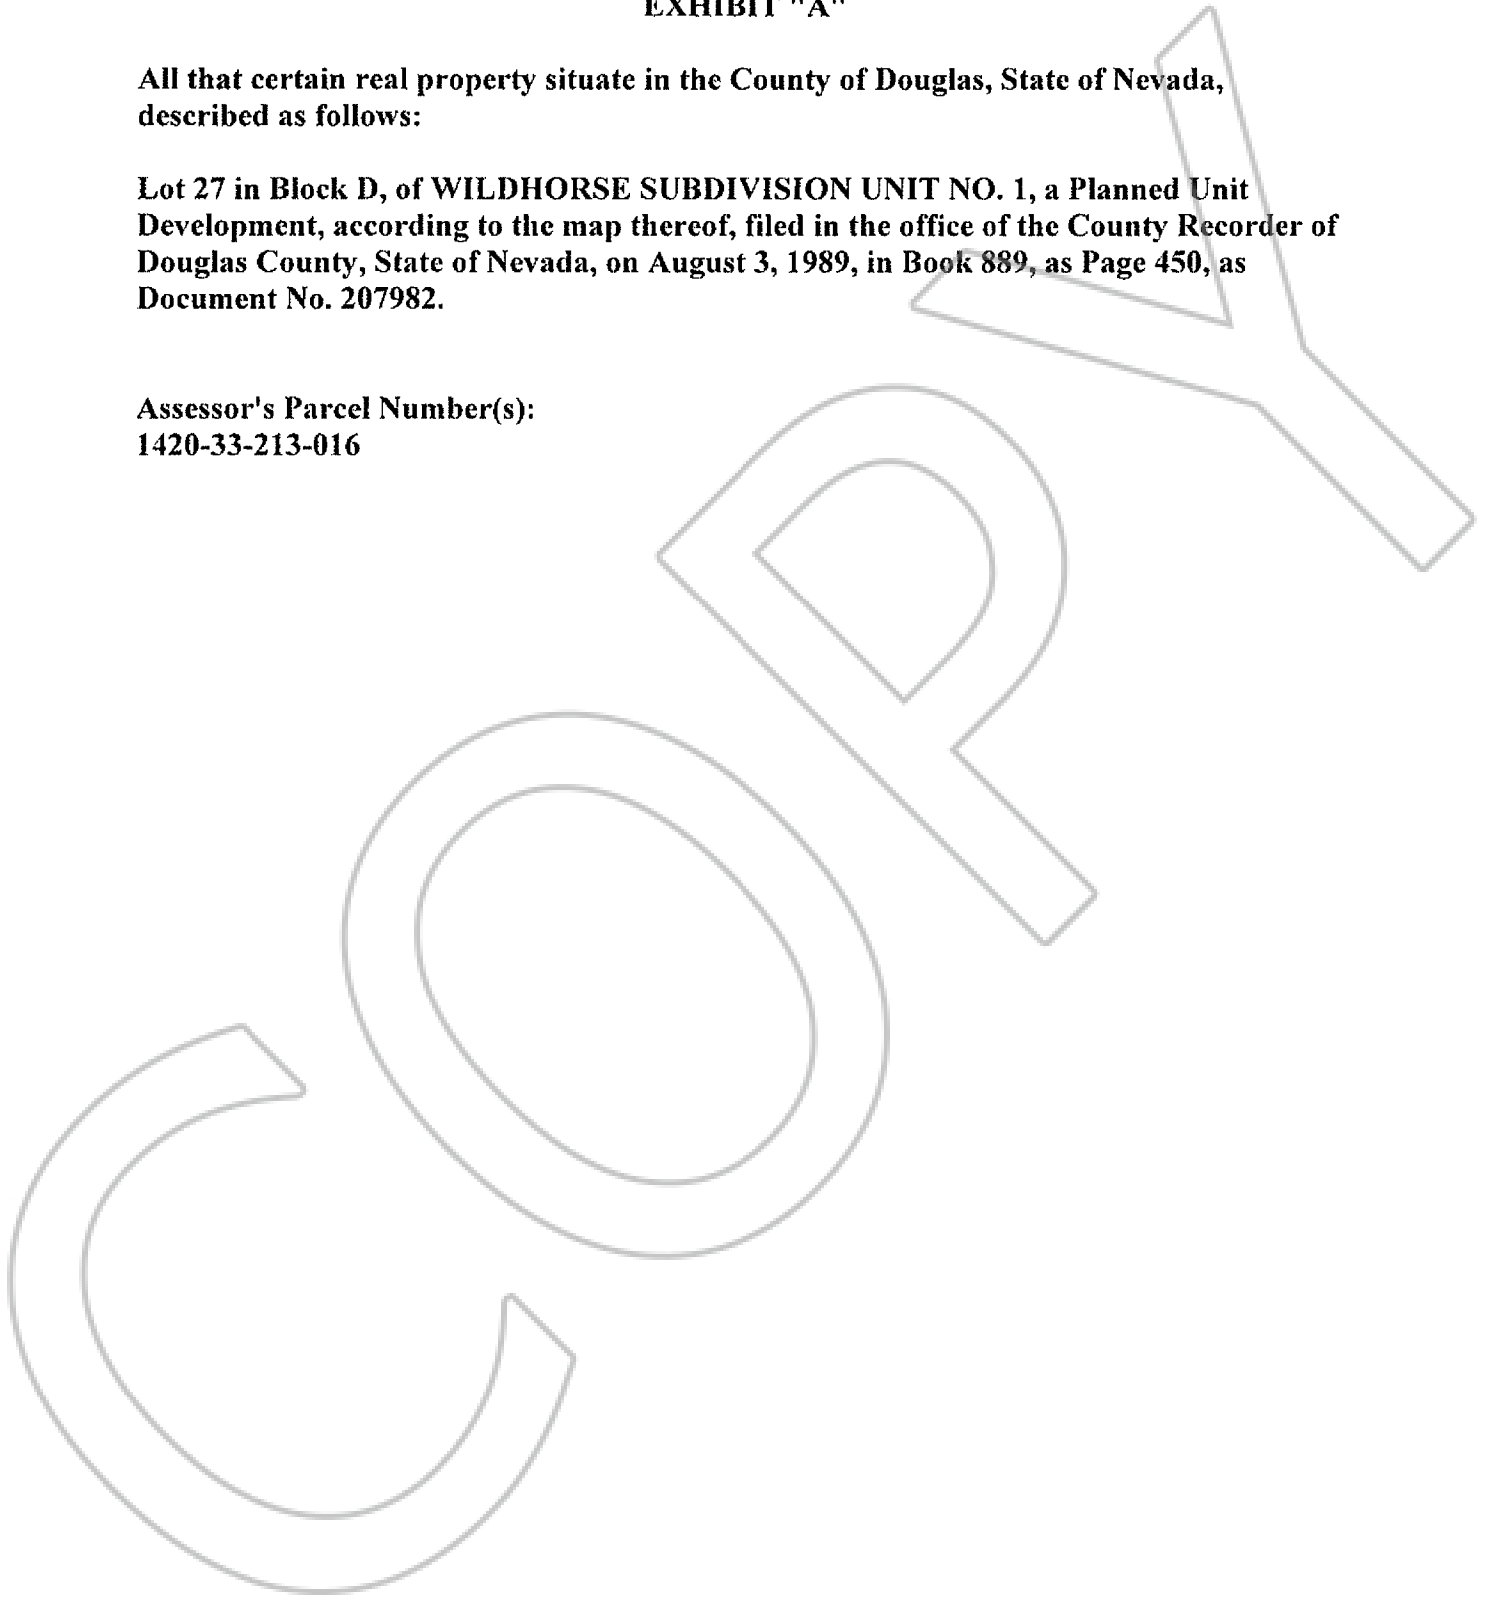 EXHIBIT "A"
All that certain real property situate in the County of Douglas, State of Nevada,
described as follows:
Lot 27 in Block D, of WILDHORSE SUBDIVISION UNIT NO. 1, a Planned Unit
Development, according to the map thereof, filed in the office of the County Recorder of
Douglas County, State of Nevada, on August 3, 1989, in Book 889, as Page 450, as
Document No. 207982.
Assessor's Parcel Number(s):
1420-33-213-016
COPY